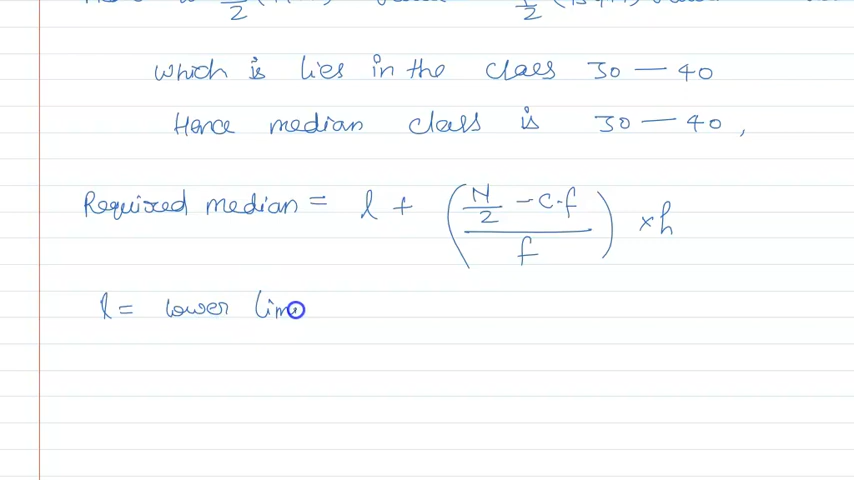 which is lies in the class 30 — 40
Hence median class is 30 — 40,
Required median = l + ( (N/2 - c.f) / f ) × h
l = lower lim